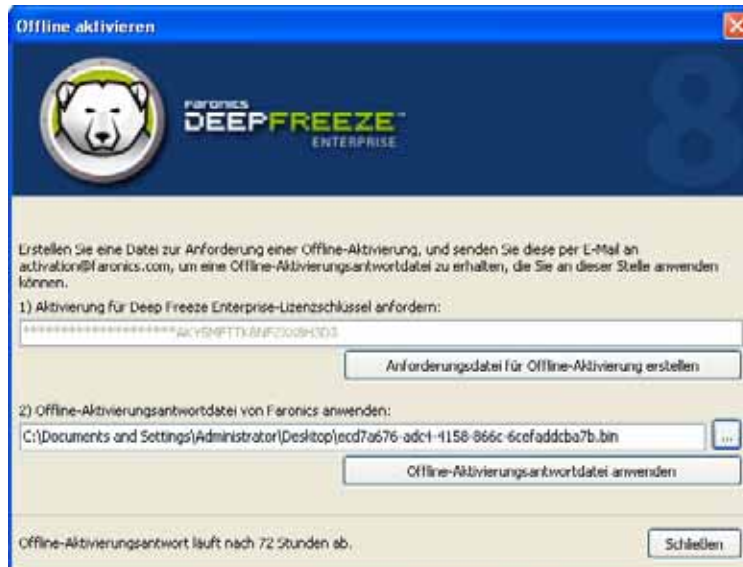 Offline aktivieren
FARONICS
DEEPFREEZE™
ENTERPRISE
8
Erstellen Sie eine Datei zur Anforderung einer Offline-Aktivierung, und senden Sie diese per E-Mail an
activation@faronics.com, um eine Offline-Aktivierungsantwortdatei zu erhalten, die Sie an dieser Stelle anwenden
können.
1) Aktivierung für Deep Freeze Enterprise-Lizenzschlüssel anfordern:
Anforderungsdatei für Offline-Aktivierung erstellen
2) Offline-Aktivierungsantwortdatei von Faronics anwenden:
C:\Documents and Settings\Administrator\Desktop\ecd7a676-adc4-4158-866c-6cefaddcba7b.bin
...
Offline-Aktivierungsantwortdatei anwenden
Offline-Aktivierungsantwort läuft nach 72 Stunden ab.
Schließen